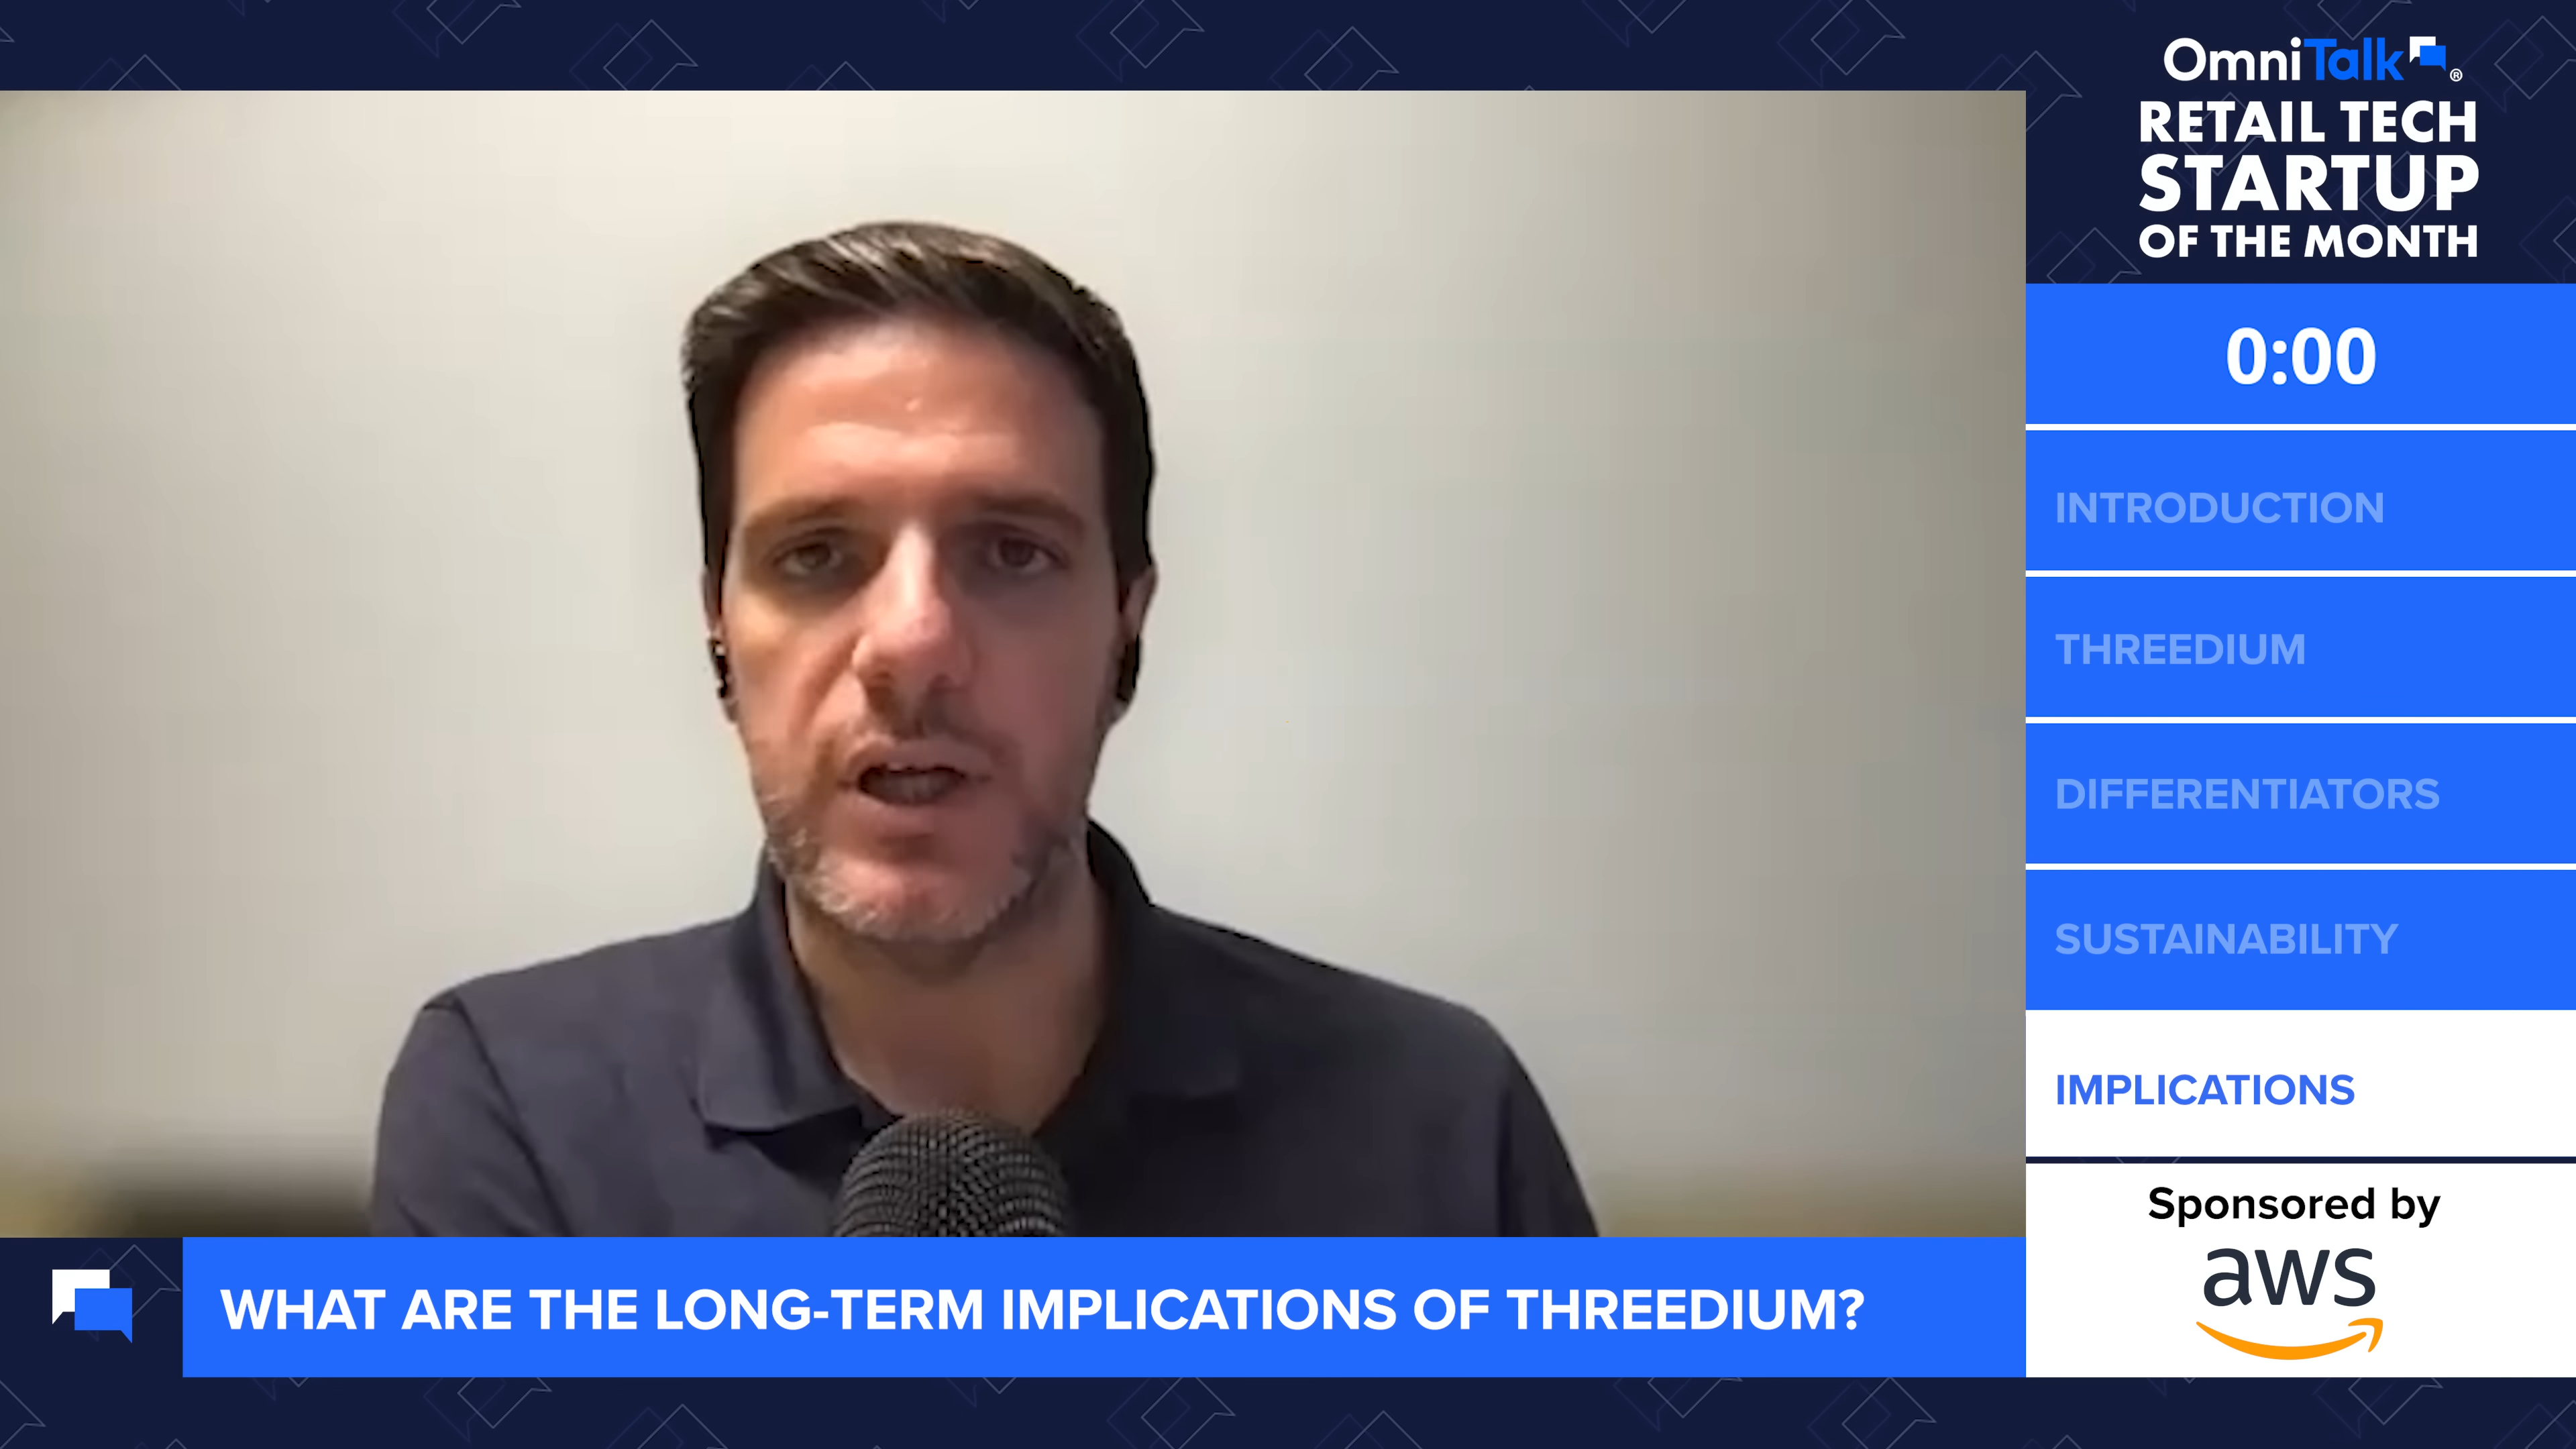 OmniTalk®
RETAIL TECH
STARTUP
OF THE MONTH
0:00
INTRODUCTION
THREEDIUM
DIFFERENTIATORS
SUSTAINABILITY
IMPLICATIONS
Sponsored by
aws
WHAT ARE THE LONG-TERM IMPLICATIONS OF THREEDIUM?